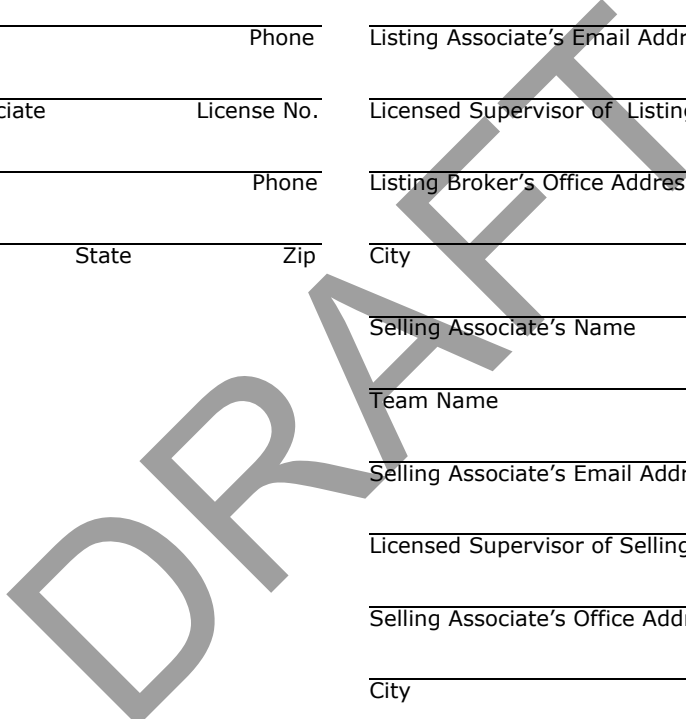 Phone
ciate License No.
Phone
State Zip
Listing Associate’s Email Addr
Licensed Supervisor of Listing
Listing Broker’s Office Addres
City
Selling Associate’s Name
Team Name
Selling Associate’s Email Addr
Licensed Supervisor of Selling
Selling Associate’s Office Addr
City
DRAFT